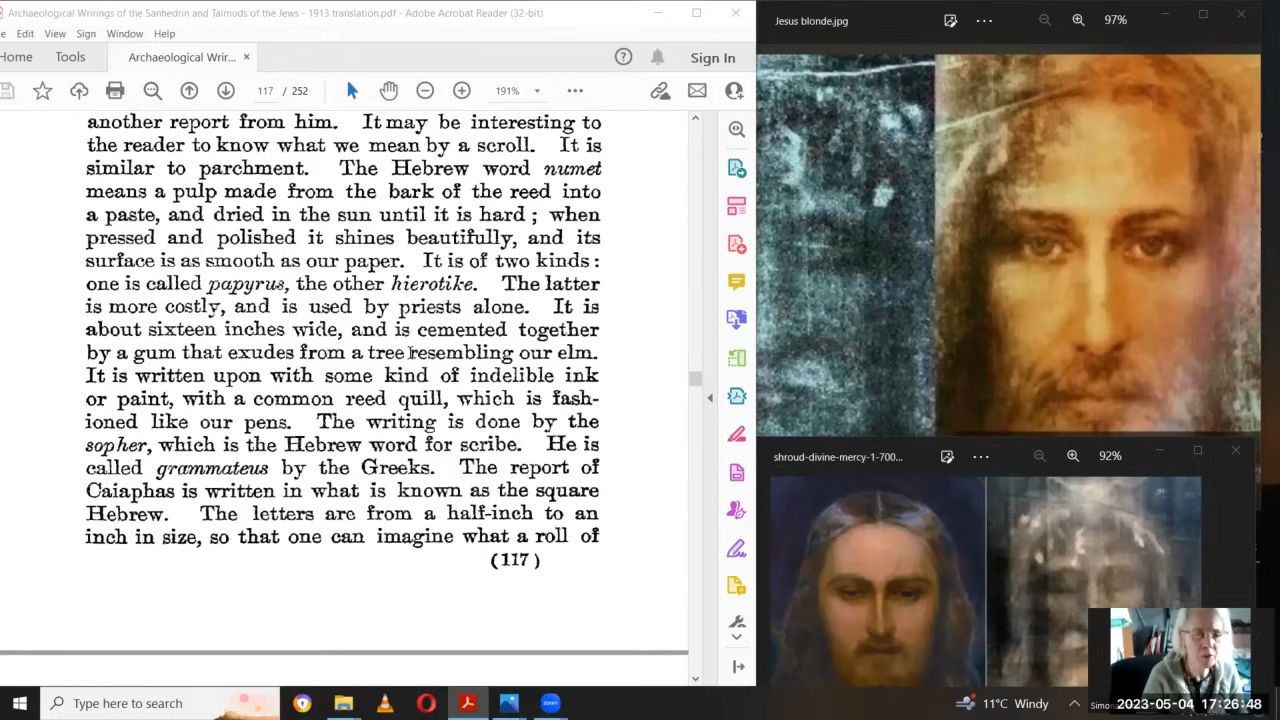 Archaeological Wrirings of the Sanhedrin and Talmuds of the Jews - 1913 translation.pdf - Adobe Acrobat Reader (32-bit)
e Edit View Sign Window Help
Home Tools Archaeological Wrir... × Sign In
117 / 252 191%
another report from him. It may be interesting to
the reader to know what we mean by a scroll. It is
similar to parchment. The Hebrew word numet
means a pulp made from the bark of the reed into
a paste, and dried in the sun until it is hard ; when
pressed and polished it shines beautifully, and its
surface is as smooth as our paper. It is of two kinds :
one is called papyrus, the other hierotike. The latter
is more costly, and is used by priests alone. It is
about sixteen inches wide, and is cemented together
by a gum that exudes from a tree resembling our elm.
It is written upon with some kind of indelible ink
or paint, with a common reed quill, which is fash-
ioned like our pens. The writing is done by the
sopher, which is the Hebrew word for scribe. He is
called grammateus by the Greeks. The report of
Caiaphas is written in what is known as the square
Hebrew. The letters are from a half-inch to an
inch in size, so that one can imagine what a roll of
(117)
Jesus blonde.jpg 97%
shroud-divine-mercy-1-700... 92%
Type here to search
zoom
11°C Windy
Simona
2023-05-04 17:26:48